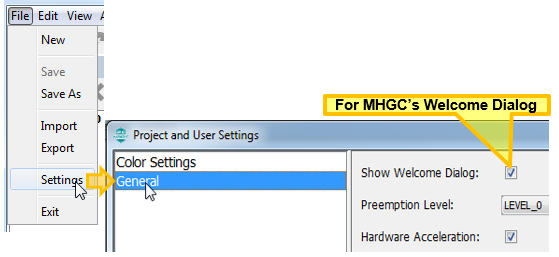 File Edit View
New
Save
Save As
Import
Export
Settings
Exit
For MHGC's Welcome Dialog
Project and User Settings
Color Settings
General
Show Welcome Dialog:
Preemption Level: LEVEL_0
Hardware Acceleration: